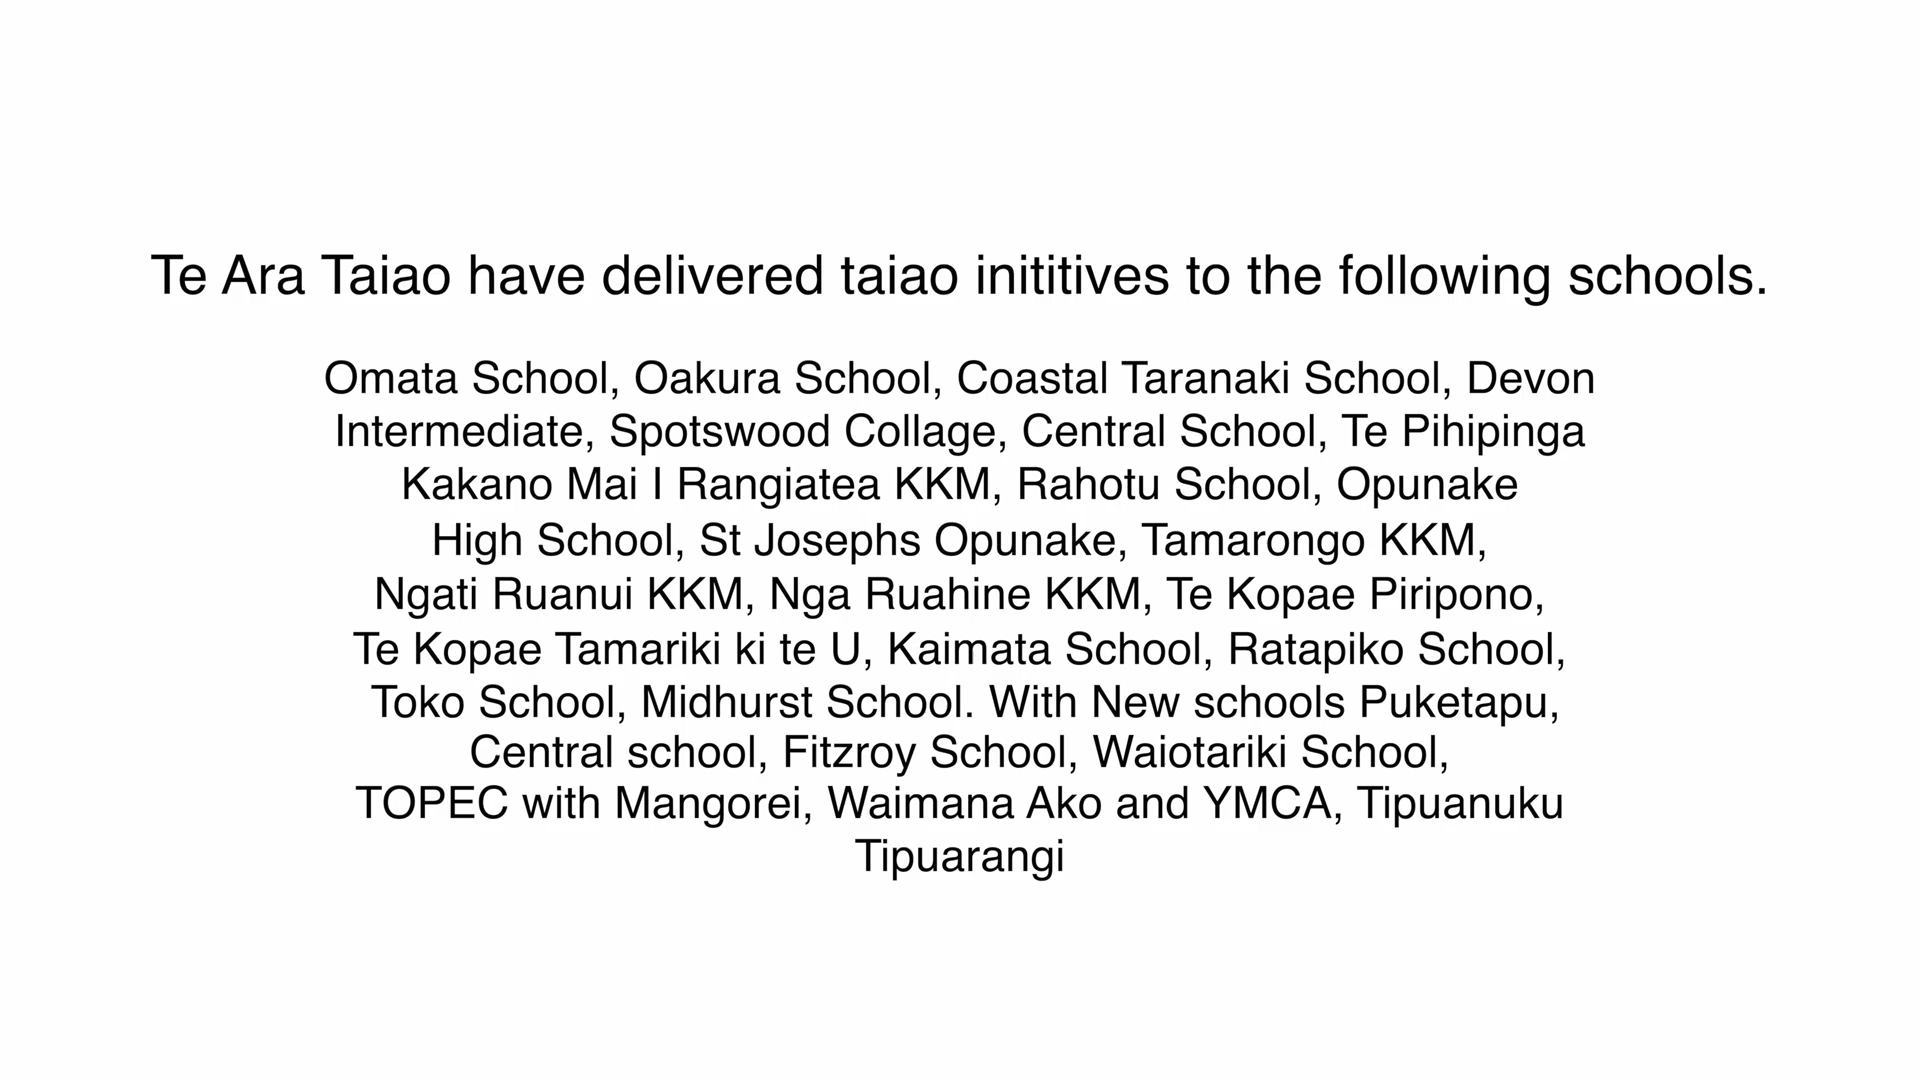 Te Ara Taiao have delivered taiao inititives to the following schools.
Omata School, Oakura School, Coastal Taranaki School, Devon
Intermediate, Spotswood Collage, Central School, Te Pihipinga
Kakano Mai I Rangiatea KKM, Rahotu School, Opunake
High School, St Josephs Opunake, Tamarongo KKM,
Ngati Ruanui KKM, Nga Ruahine KKM, Te Kopae Piripono,
Te Kopae Tamariki ki te U, Kaimata School, Ratapiko School,
Toko School, Midhurst School. With New schools Puketapu,
Central school, Fitzroy School, Waiotariki School,
TOPEC with Mangorei, Waimana Ako and YMCA, Tipuanuku
Tipuarangi